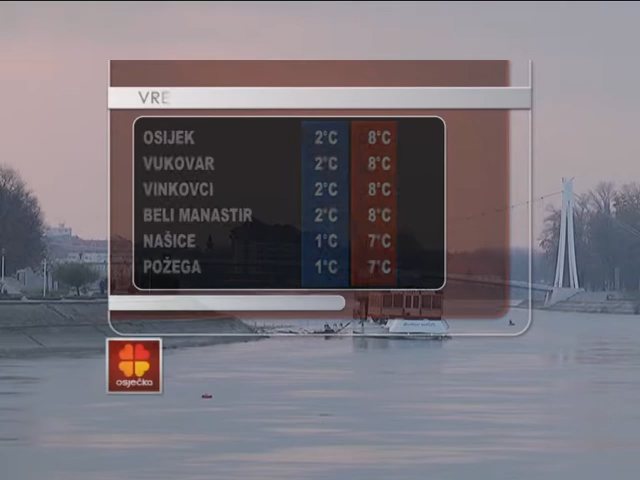 VRE
OSIJEK 2°C 8°C
VUKOVAR 2°C 8°C
VINKOVCI 2°C 8°C
BELI MANASTIR 2°C 8°C
NAŠICE 1°C 7°C
POŽEGA 1°C 7°C
osječka